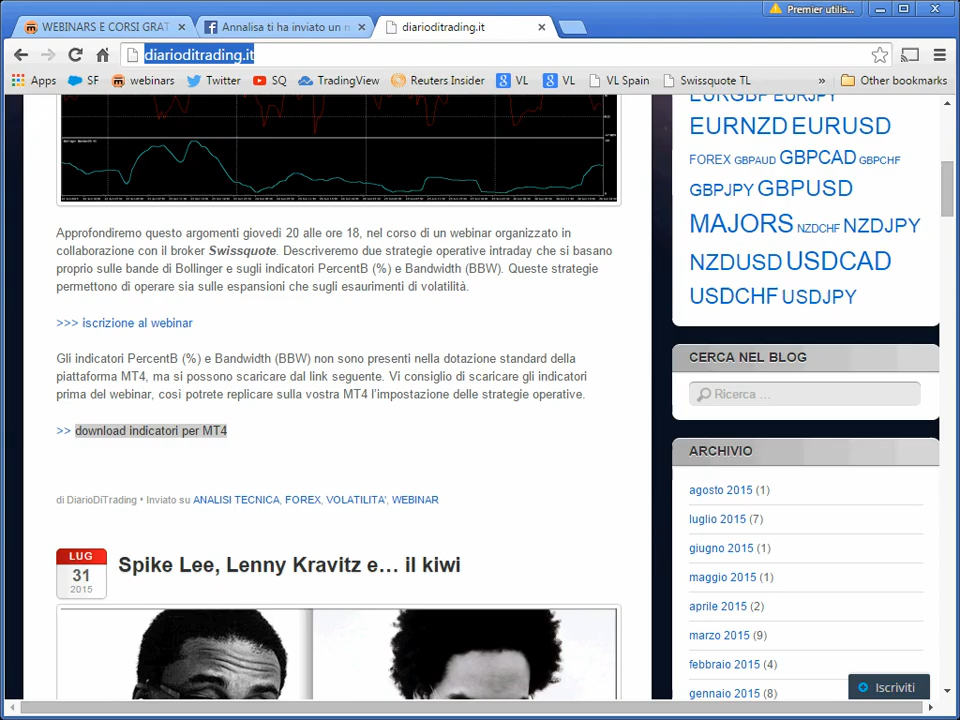 Premier utilis...
WEBINARS E CORSI GRAT
Annalisa ti ha inviato un n
diarioditrading.it
diarioditrading.it
Apps SF webinars Twitter SQ TradingView Reuters Insider VL VL VL Spain Swissquote TL » Other bookmarks
Approfondiremo questo argomenti giovedì 20 alle ore 18, nel corso di un webinar organizzato in
collaborazione con il broker Swissquote. Descriveremo due strategie operative intraday che si basano
proprio sulle bande di Bollinger e sugli indicatori PercentB (%) e Bandwidth (BBW). Queste strategie
permettono di operare sia sulle espansioni che sugli esaurimenti di volatilità.
>>> iscrizione al webinar
Gli indicatori PercentB (%) e Bandwidth (BBW) non sono presenti nella dotazione standard della
piattaforma MT4, ma si possono scaricare dal link seguente. Vi consiglio di scaricare gli indicatori
prima del webinar, così potrete replicare sulla vostra MT4 l'impostazione delle strategie operative.
>> download indicatori per MT4
di DiarioDiTrading • Inviato su ANALISI TECNICA, FOREX, VOLATILITA', WEBINAR
LUG
31
2015
Spike Lee, Lenny Kravitz e… il kiwi
EURGBP EURJPY
EURNZD EURUSD
FOREX GBPAUD GBPCAD GBPCHF
GBPJPY GBPUSD
MAJORS NZDCHF NZDJPY
NZDUSD USDCAD
USDCHF USDJPY
CERCA NEL BLOG
Ricerca …
ARCHIVIO
agosto 2015 (1)
luglio 2015 (7)
giugno 2015 (1)
maggio 2015 (1)
aprile 2015 (2)
marzo 2015 (9)
febbraio 2015 (4)
gennaio 2015 (8)
Iscriviti